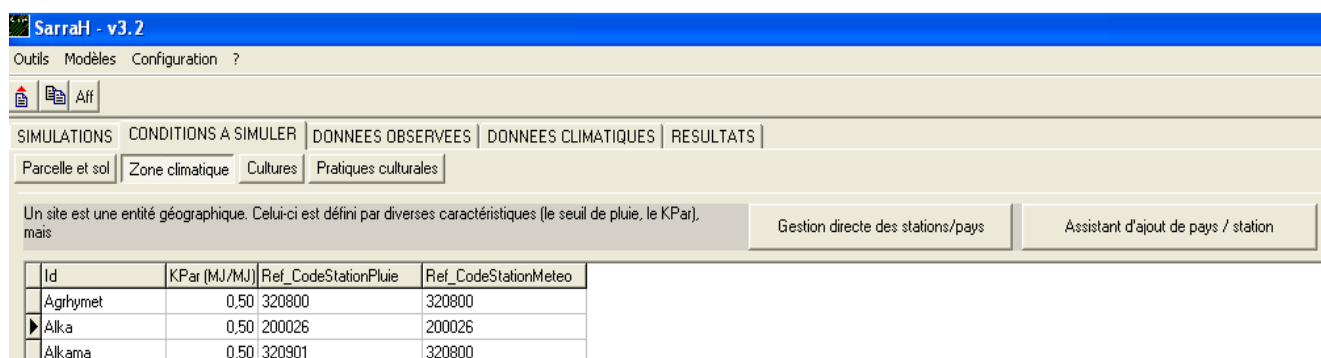 SarraH - v3.2
Outils Modèles Configuration ?
Aff
SIMULATIONS CONDITIONS A SIMULER DONNEES OBSERVEES DONNEES CLIMATIQUES RESULTATS
Parcelle et sol Zone climatique Cultures Pratiques culturales
Un site est une entité géographique. Celui-ci est défini par diverses caractéristiques (le seuil de pluie, le KPar),
mais
Gestion directe des stations/pays Assistant d'ajout de pays / station
Id KPar (MJ/MJ) Ref_CodeStationPluie Ref_CodeStationMeteo
Agrhymet 0,50 320800 320800
Alka 0,50 200026 200026
Alkama 0,50 320901 320800